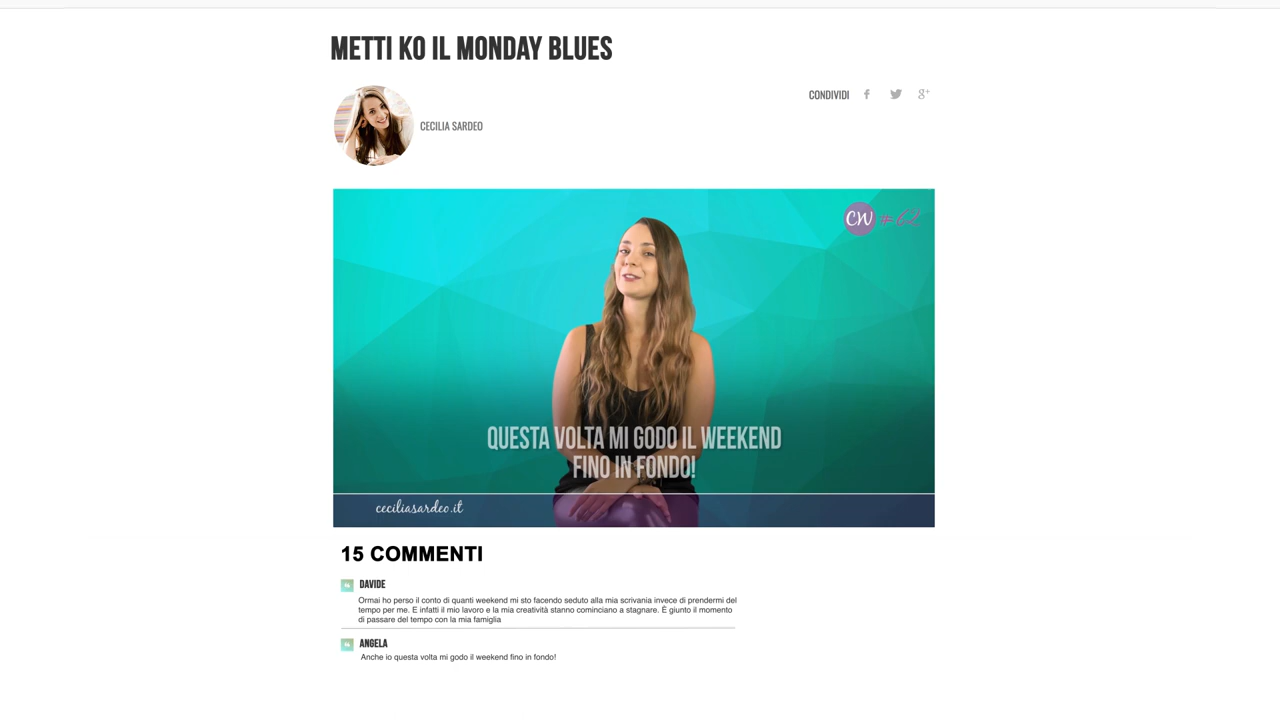 METTI KO IL MONDAY BLUES
CONDIVIDI
CECILIA SARDEO
CW #62
QUESTA VOLTA MI GODO IL WEEKEND
FINO IN FONDO!
ceciliasardeo.it
15 COMMENTI
DAVIDE
Ormai ho perso il conto di quanti weekend mi sto facendo seduto alla mia scrivania invece di prendermi del
tempo per me. E infatti il mio lavoro e la mia creatività stanno cominciano a stagnare. È giunto il momento
di passare del tempo con la mia famiglia
ANGELA
Anche io questa volta mi godo il weekend fino in fondo!